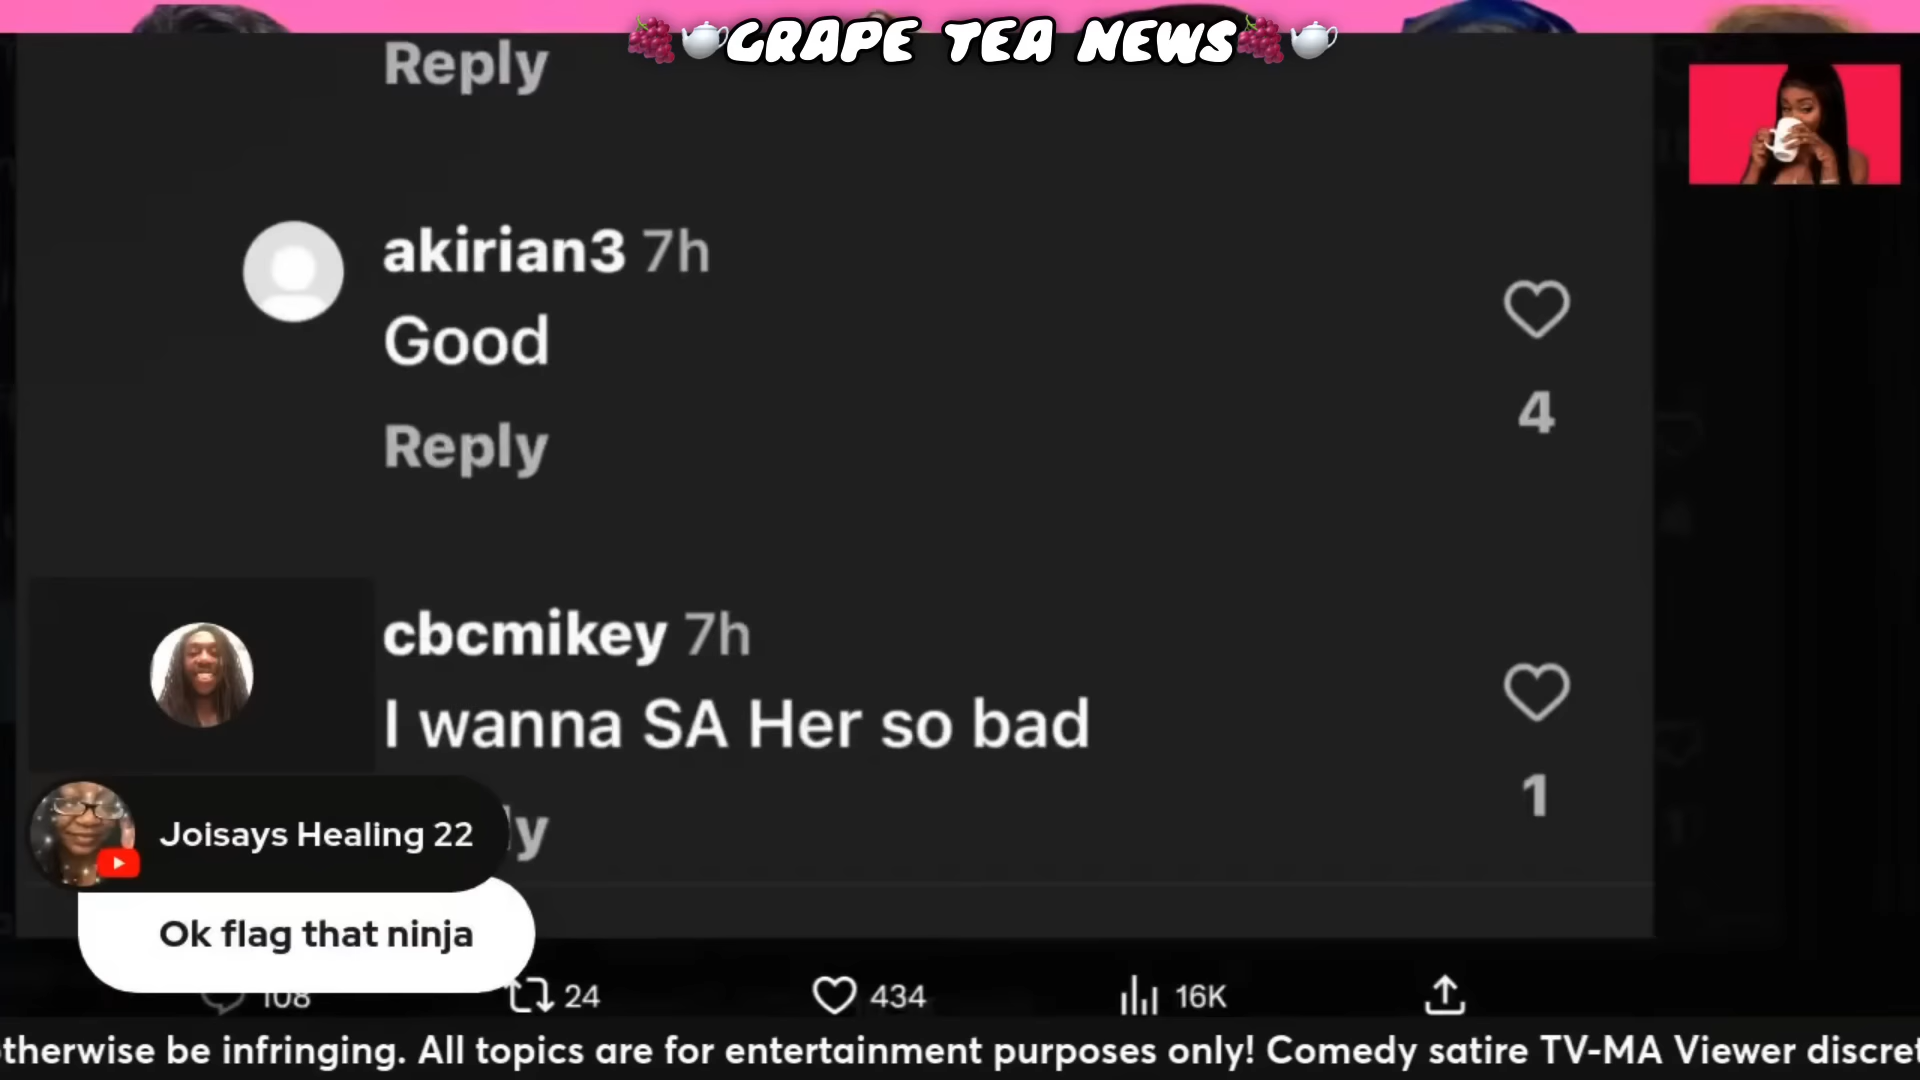 GRAPE TEA NEWS
Reply
akirian3 7h
Good
4
Reply
cbcmikey 7h
I wanna SA Her so bad
1
ly
Joisays Healing 22
Ok flag that ninja
108 24 434 16K
therwise be infringing. All topics are for entertainment purposes only! Comedy satire TV-MA Viewer discret